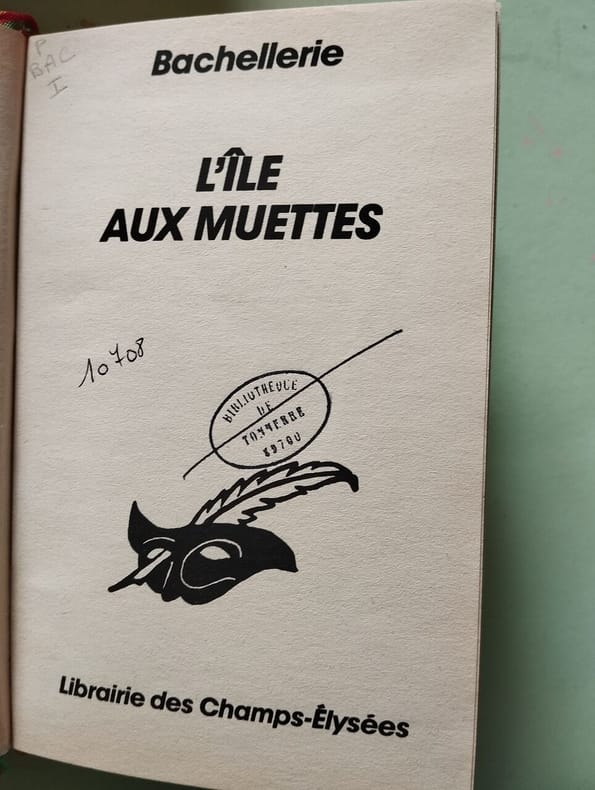 P
BAC
I
Bachellerie
L'ÎLE
AUX MUETTES
10708
BIBLIOTHEQUE
DE
TONNERRE
89700
Librairie des Champs-Élysées